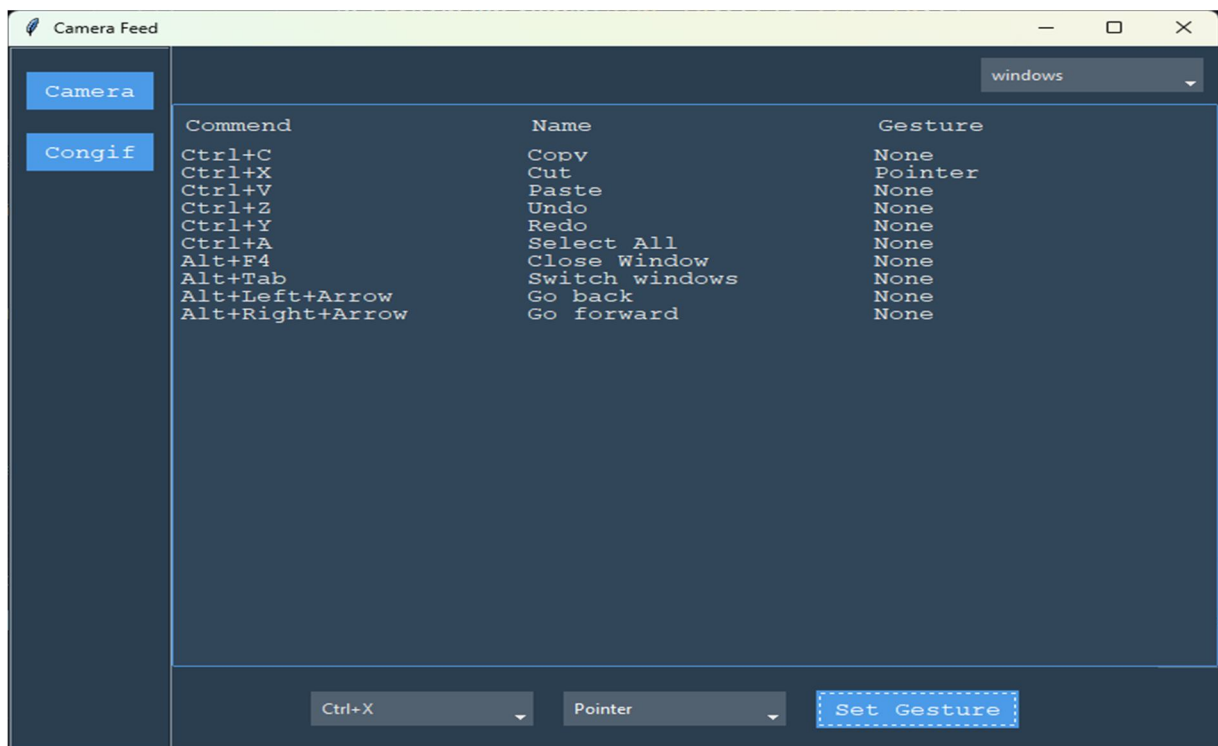 Camera Feed
windows
Camera
Congif
Commend Name Gesture
Ctrl+C Copy None
Ctrl+X Cut Pointer
Ctrl+V Paste None
Ctrl+Z Undo None
Ctrl+Y Redo None
Ctrl+A Select All None
Alt+F4 Close Window None
Alt+Tab Switch windows None
Alt+Left+Arrow Go back None
Alt+Right+Arrow Go forward None
Ctrl+X Pointer Set Gesture